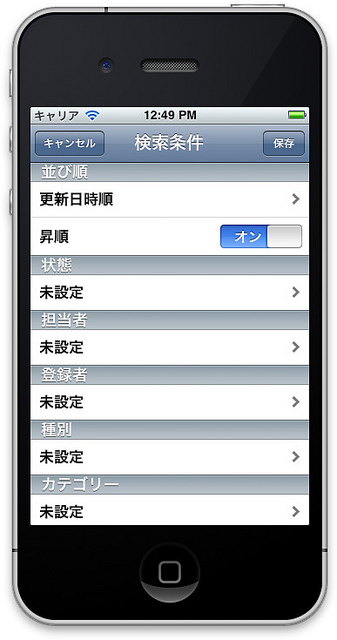 キャリア 12:49 PM
キャンセル 検索条件 保存
並び順
更新日時順
昇順 オン
状態
未設定
担当者
未設定
登録者
未設定
種別
未設定
カテゴリー
未設定